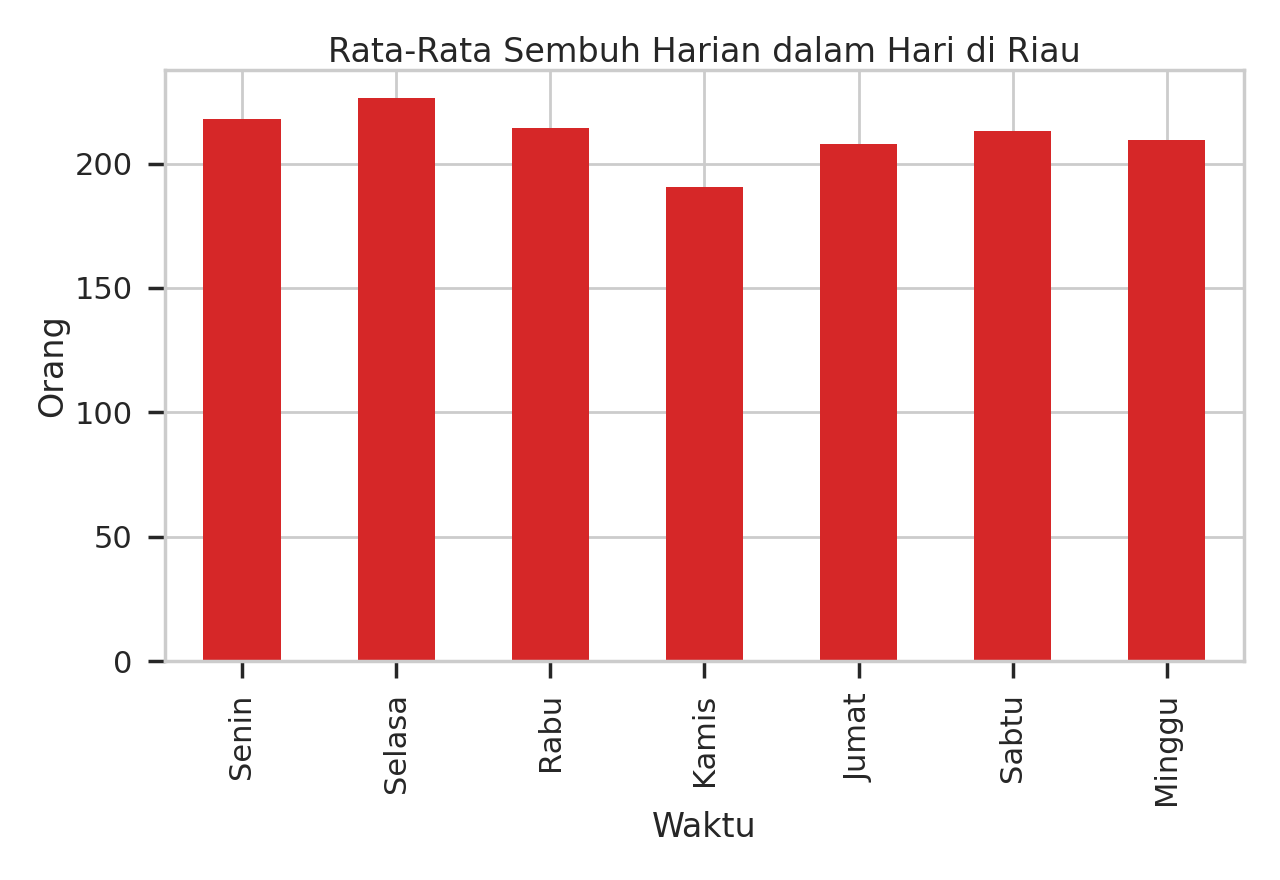 Rata-Rata Sembuh Harian dalam Hari di Riau
200
150
100
50
0
Orang
Senin
Selasa
Rabu
Kamis
Jumat
Sabtu
Minggu
Waktu